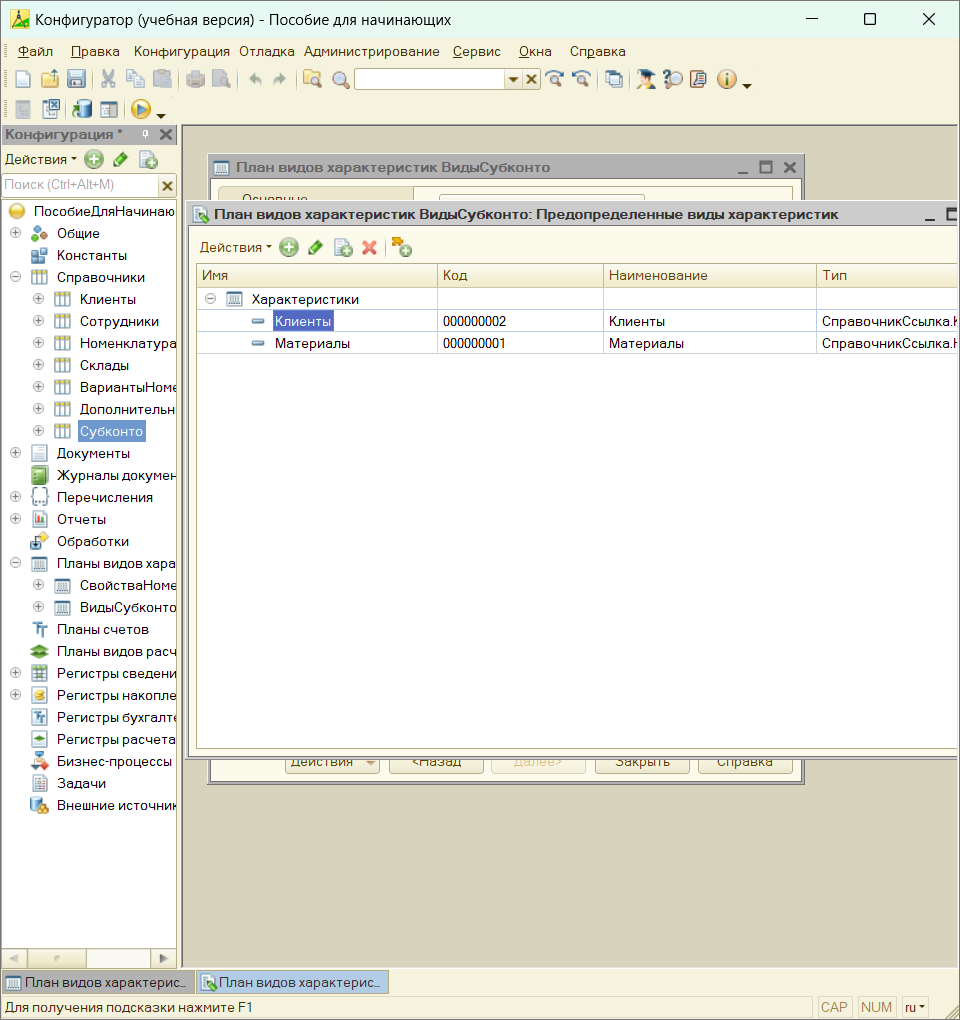 Конфигуратор (учебная версия) - Пособие для начинающих
Файл Правка Конфигурация Отладка Администрирование Сервис Окна Справка
Конфигурация *
Действия
Поиск (Ctrl+Alt+M)
ПособиеДляНачинаю
Общие
Константы
Справочники
Клиенты
Сотрудники
Номенклатура
Склады
ВариантыНоме
Дополнительн
Субконто
Документы
Журналы докумен
Перечисления
Отчеты
Обработки
Планы видов хара
СвойстваНоме
ВидыСубконто
Планы счетов
Планы видов расч
Регистры сведени
Регистры накопле
Регистры бухгалте
Регистры расчета
Бизнес-процессы
Задачи
Внешние источник
План видов характеристик ВидыСубконто
Основные
План видов характеристик ВидыСубконто: Предопределенные виды характеристик
Действия
Имя Код Наименование Тип
Характеристики
Клиенты 000000002 Клиенты СправочникСсылка.К
Материалы 000000001 Материалы СправочникСсылка.Н
Действия <Назад Далее> Закрыть Справка
План видов характерис... План видов характерис...
Для получения подсказки нажмите F1 CAP NUM ru